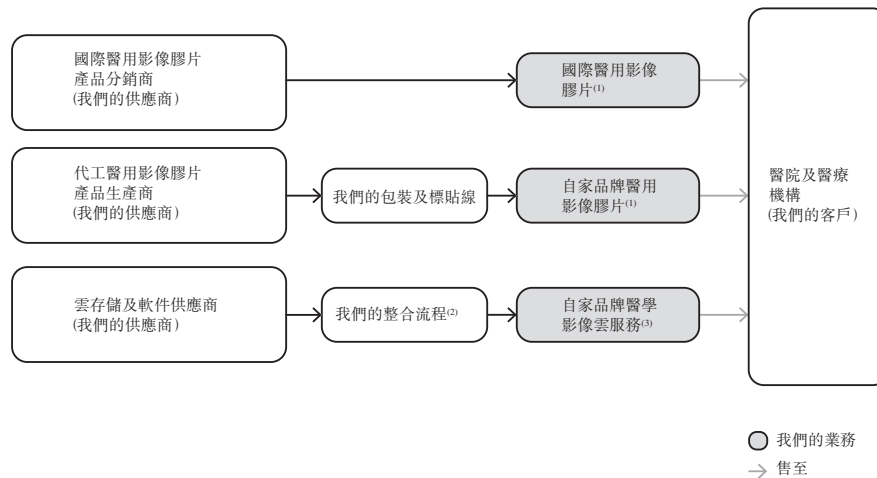 國際醫用影像膠片
產品分銷商
(我們的供應商)
國際醫用影像
膠片(1)
代工醫用影像膠片
產品生產商
(我們的供應商)
我們的包裝及標貼線
自家品牌醫用
影像膠片(1)
雲存儲及軟件供應商
(我們的供應商)
我們的整合流程(2)
自家品牌醫學
影像雲服務(3)
醫院及醫療
機構
(我們的客戶)
我們的業務
售至